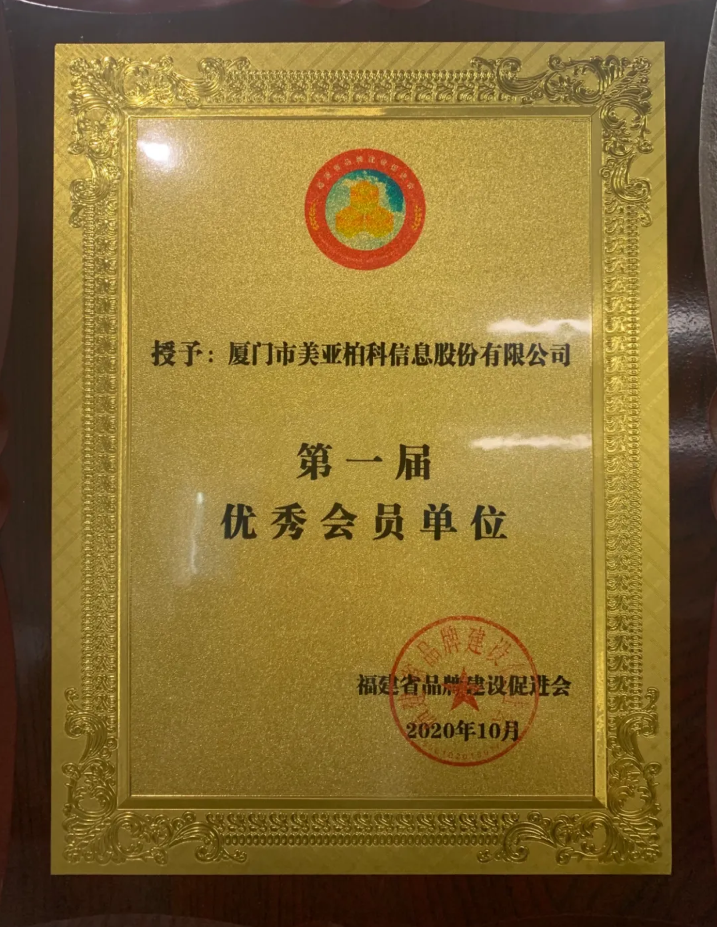 授予：厦门市美亚柏科信息股份有限公司
第一届
优秀会员单位
福建省品牌建设促进会
2020年10月